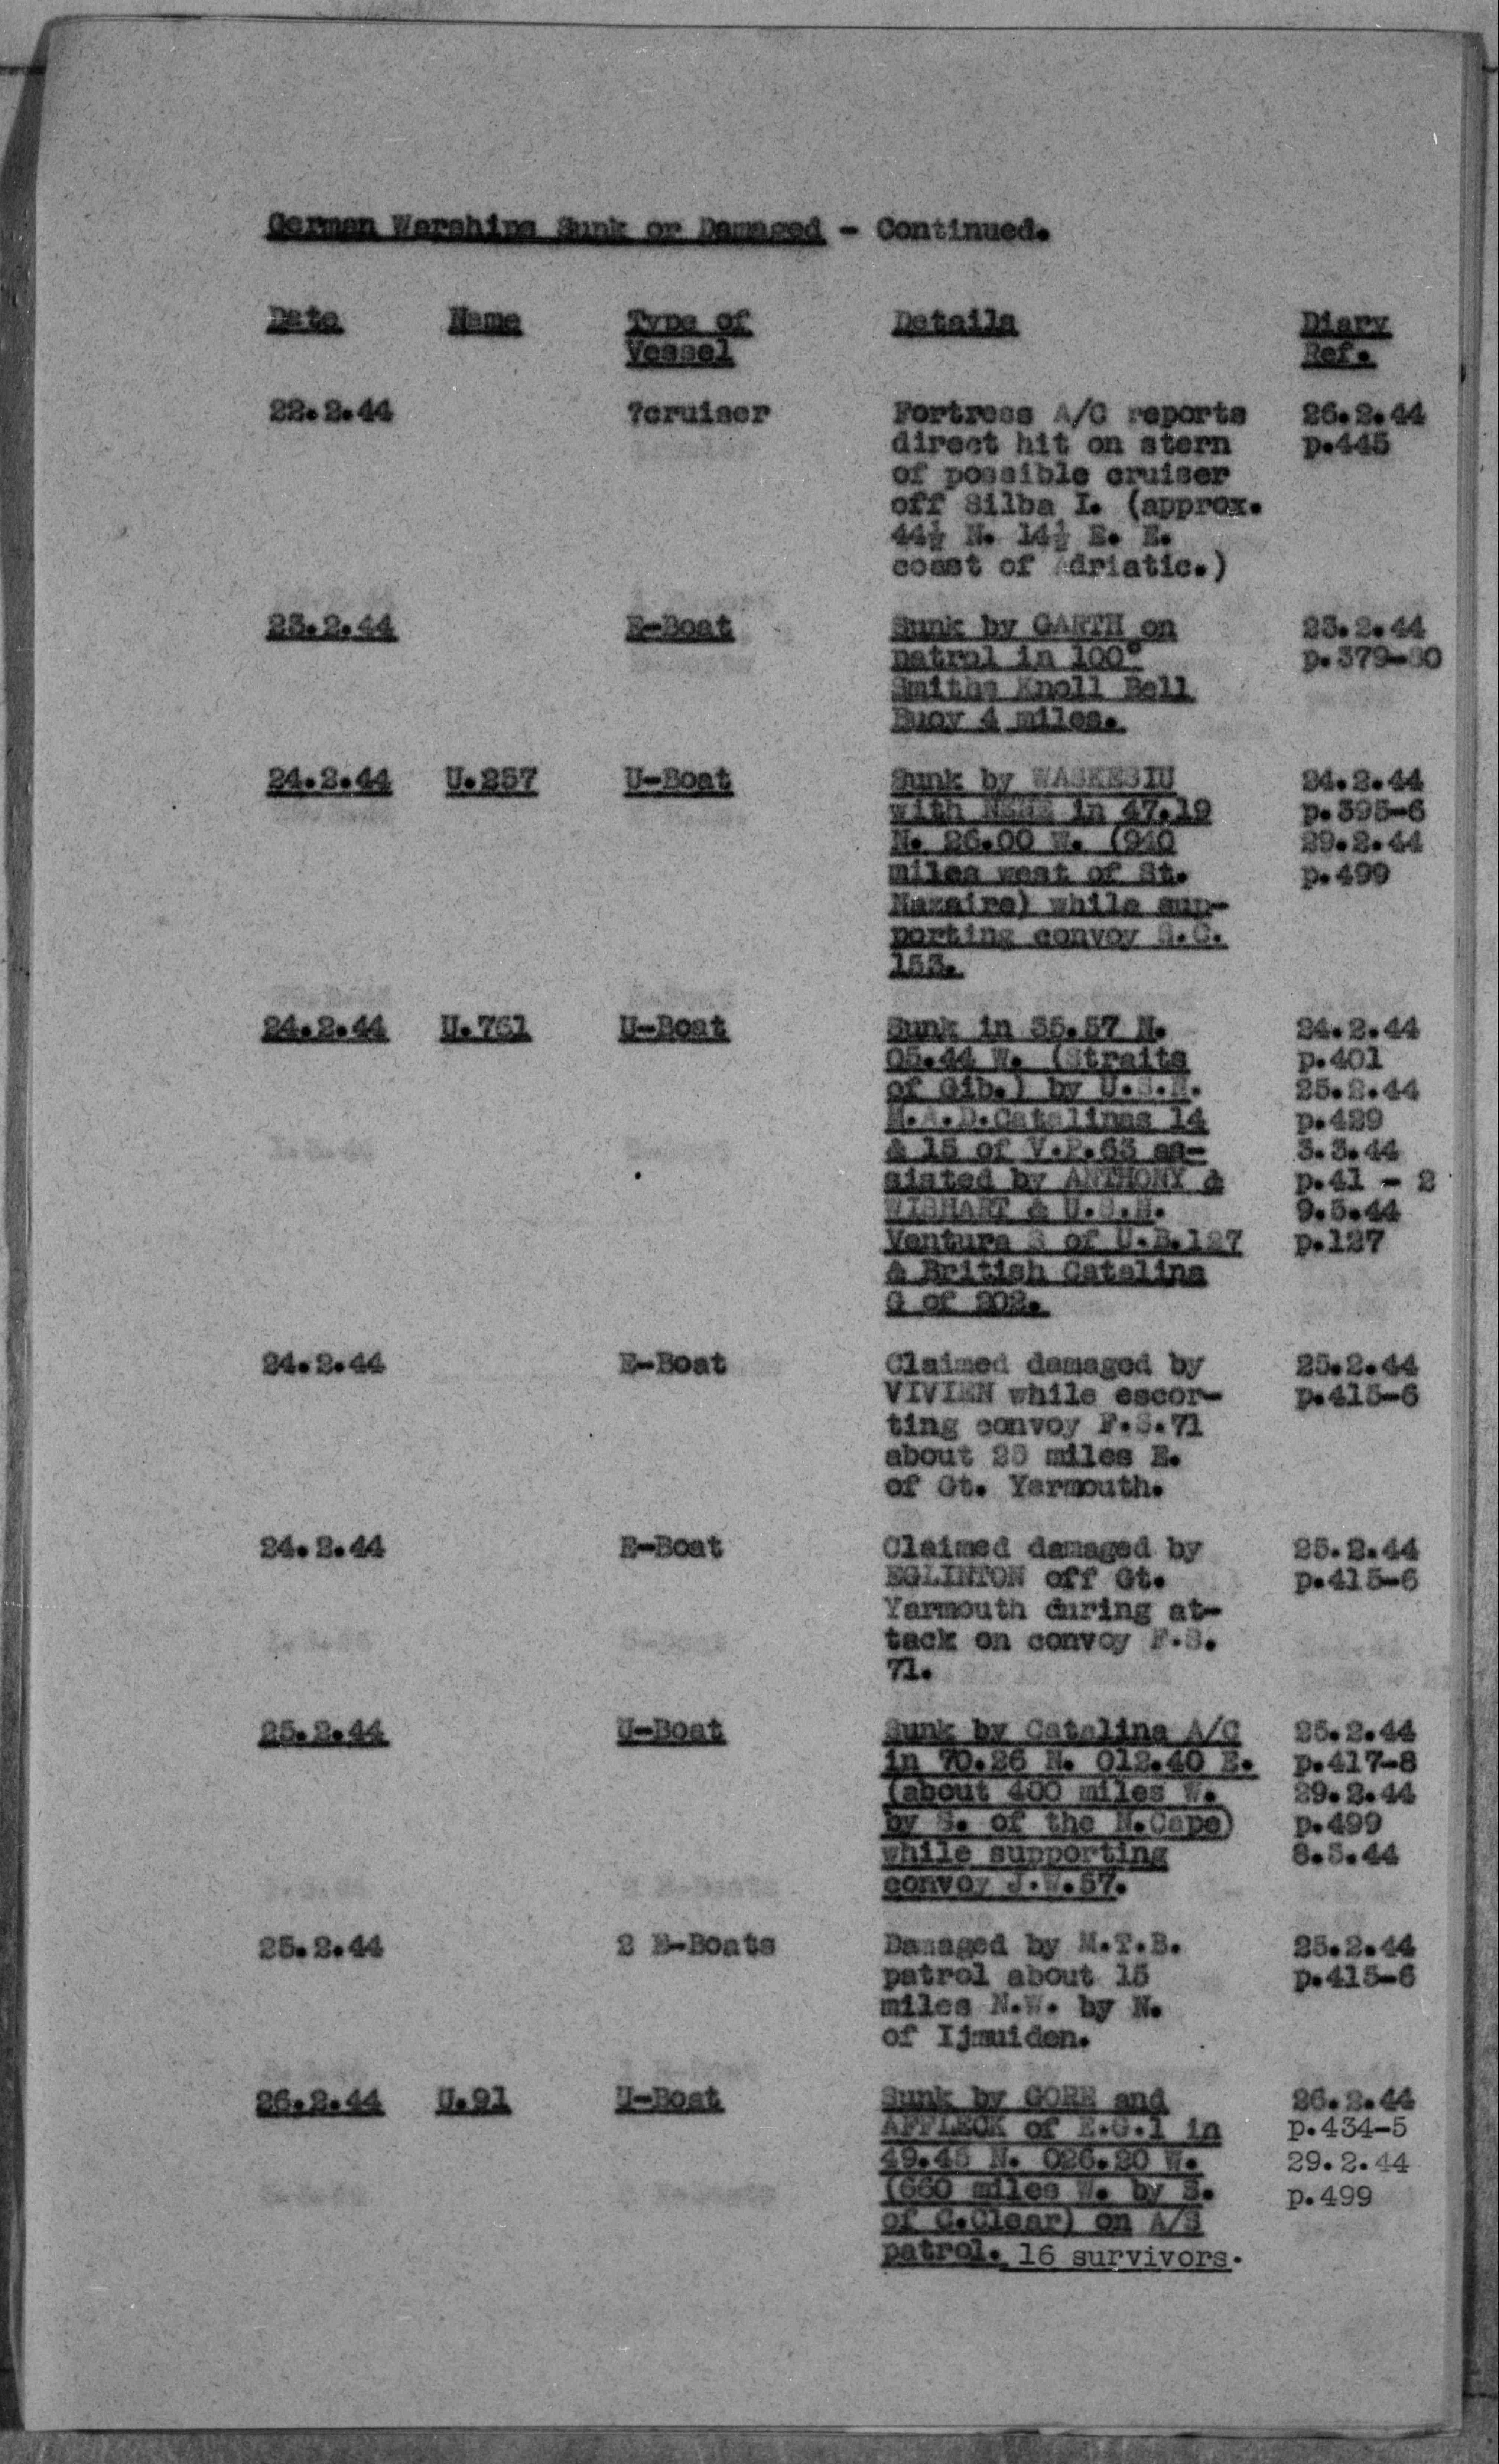 German Warships Sunk or Damaged - Continued.
Date Name Type of Details Diary
Vessel Ref.
22.2.44 ?cruiser Fortress A/C reports 26.2.44
direct hit on stern p.445
of possible cruiser
off Silba I. (approx.
44½ N. 14½ E. E.
coast of Adriatic.)
23.2.44 E-Boat Sunk by GARTH on 23.2.44
patrol in 100° p.379-80
Smiths Knoll Bell
Buoy 4 miles.
24.2.44 U.257 U-Boat Sunk by WASKESIU 24.2.44
with NENE in 47.19 p.395-6
N. 26.00 W. (940 29.2.44
miles west of St. p.499
Nazaire) while sup-
porting convoy S.C.
153.
24.2.44 U.761 U-Boat Sunk in 35.57 N. 24.2.44
05.44 W. (Straits p.401
of Gib.) by U.S.N. 25.2.44
M.A.D.Catalinas 14 p.429
& 15 of V.P.63 as- 3.3.44
sisted by ANTHONY & p.41 - 2
WISHART & U.S.N. 9.3.44
Ventura S of U.B.127 p.127
& British Catalina
G of 202.
24.2.44 E-Boat Claimed damaged by 25.2.44
VIVIEN while escor- p.415-6
ting convoy F.S.71
about 28 miles E.
of Gt. Yarmouth.
24.2.44 E-Boat Claimed damaged by 25.2.44
EGLINTON off Gt. p.415-6
Yarmouth during at-
tack on convoy F.S.
71.
25.2.44 U-Boat Sunk by Catalina A/C 25.2.44
in 70.26 N. 012.40 E. p.417-8
(about 400 miles W. 29.2.44
by S. of the N.Cape) p.499
while supporting 8.3.44
convoy J.W.57.
25.2.44 2 E-Boats Damaged by M.T.B. 25.2.44
patrol about 15 p.415-6
miles N.W. by N.
of Ijmuiden.
26.2.44 U.91 U-Boat Sunk by GORE and 26.2.44
AFFLECK of E.G.1 in p.434-5
49.45 N. 026.20 W. 29.2.44
(660 miles W. by S. p.499
of C.Clear) on A/S
patrol. 16 survivors.